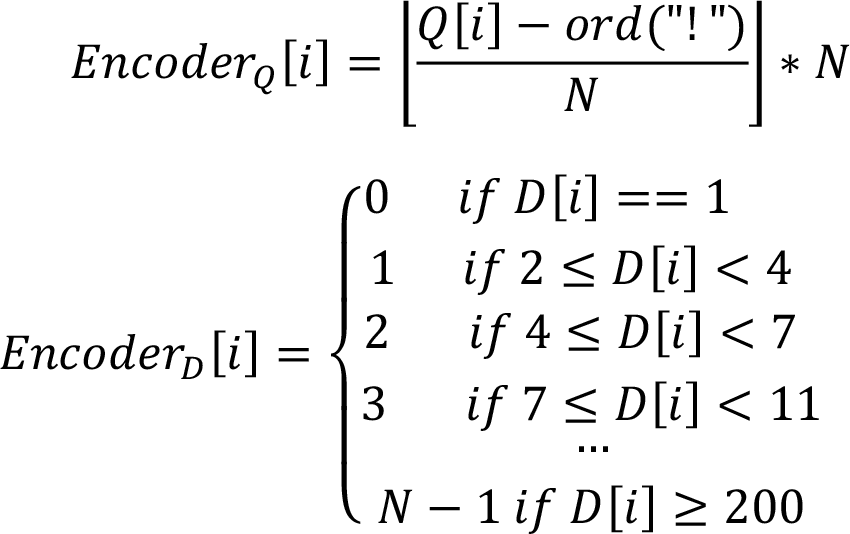 Encoder_Q[i] = ⌊(Q[i] − ord("! ")) / N⌋ ∗ N
Encoder_D[i] = {
0 if D[i] == 1
1 if 2 ≤ D[i] < 4
2 if 4 ≤ D[i] < 7
3 if 7 ≤ D[i] < 11
...
N − 1 if D[i] ≥ 200